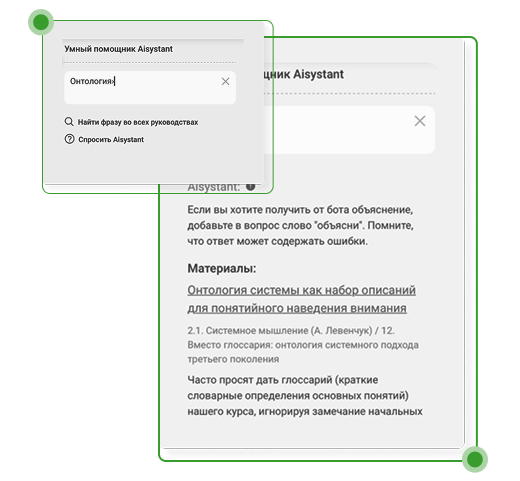 Умный помощник Aisystant
Онтология
Найти фразу во всех руководствах
Спросить Aisystant
щник Aisystant
Aisystant:
Если вы хотите получить от бота объяснение,
добавьте в вопрос слово "объясни". Помните,
что ответ может содержать ошибки.
Материалы:
Онтология системы как набор описаний
для понятийного наведения внимания
2.1. Системное мышление (А. Левенчук) / 12.
Вместо глоссария: онтология системного подхода
третьего поколения
Часто просят дать глоссарий (краткие
словарные определения основных понятий)
нашего курса, игнорируя замечание начальных